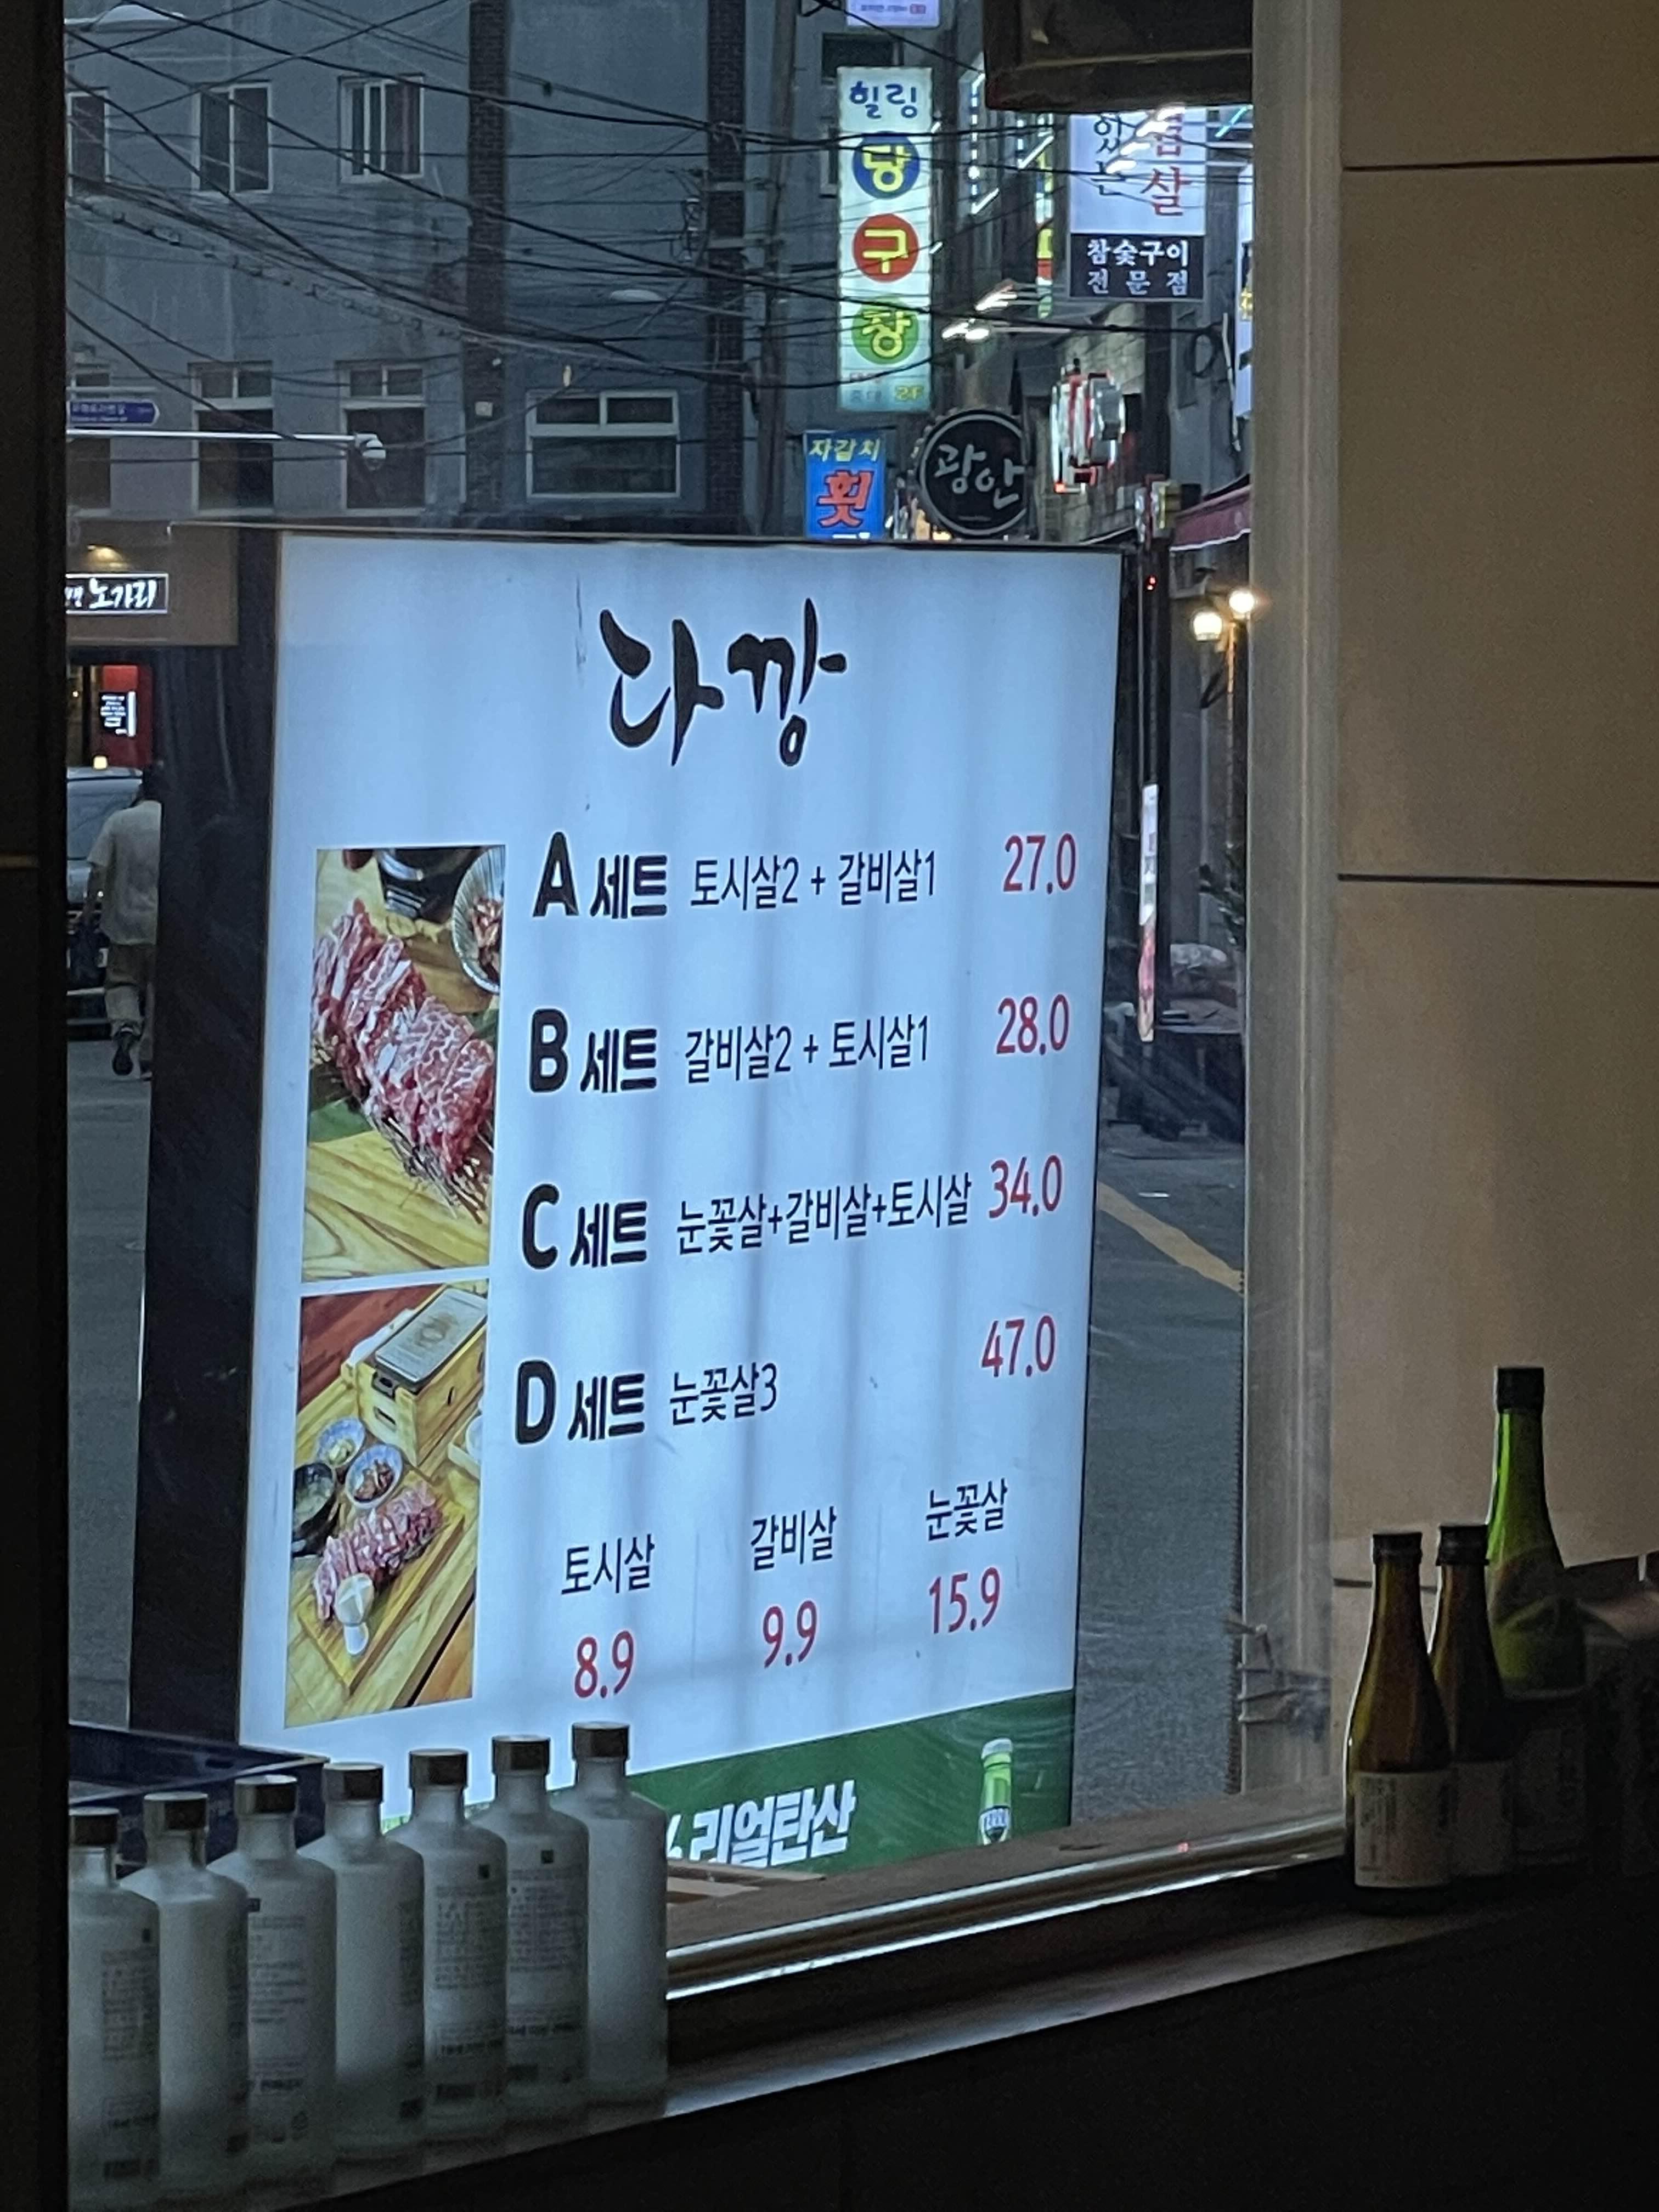 힐링
당
구
창
2F
살
참숯구이
전문점
자갈치
횟
광안
노가리
다깡
A 세트 토시살2 + 갈비살1 27.0
B 세트 갈비살2 + 토시살1 28.0
C 세트 눈꽃살+갈비살+토시살 34.0
D 세트 눈꽃살3 47.0
토시살 갈비살 눈꽃살
8.9 9.9 15.9
리얼탄산
TERRA